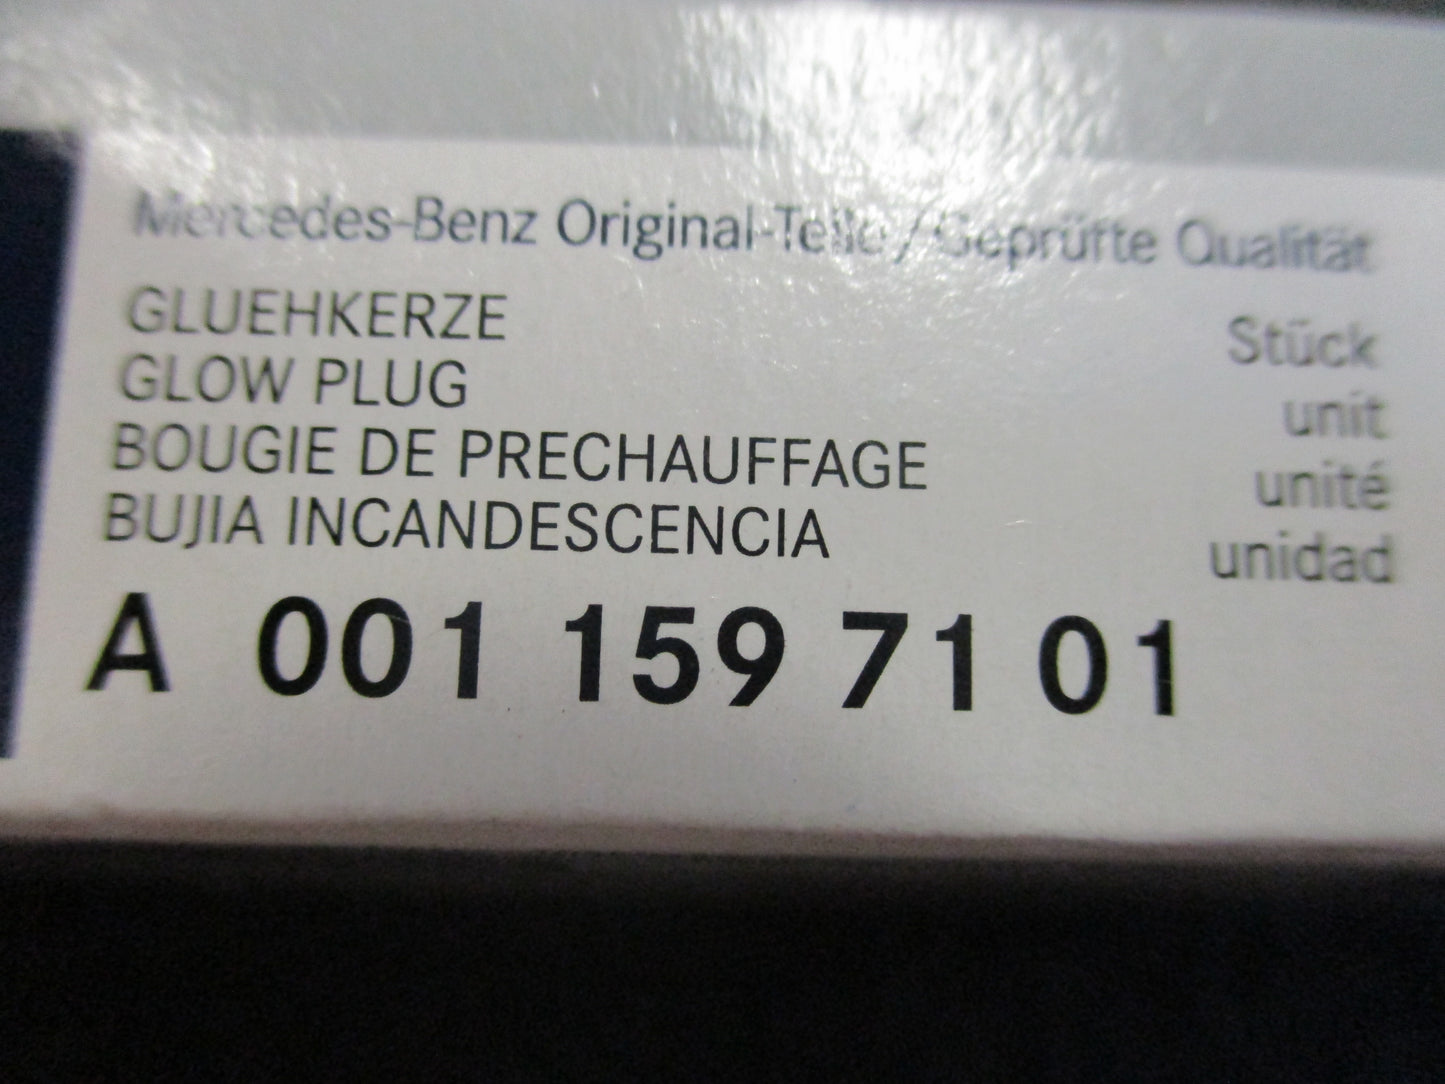 Mercedes-Benz Original-Teile / Geprüfte Qualität
GLUEHKERZE
GLOW PLUG
BOUGIE DE PRECHAUFFAGE
BUJIA INCANDESCENCIA
Stück
unit
unité
unidad
A 001 159 71 01